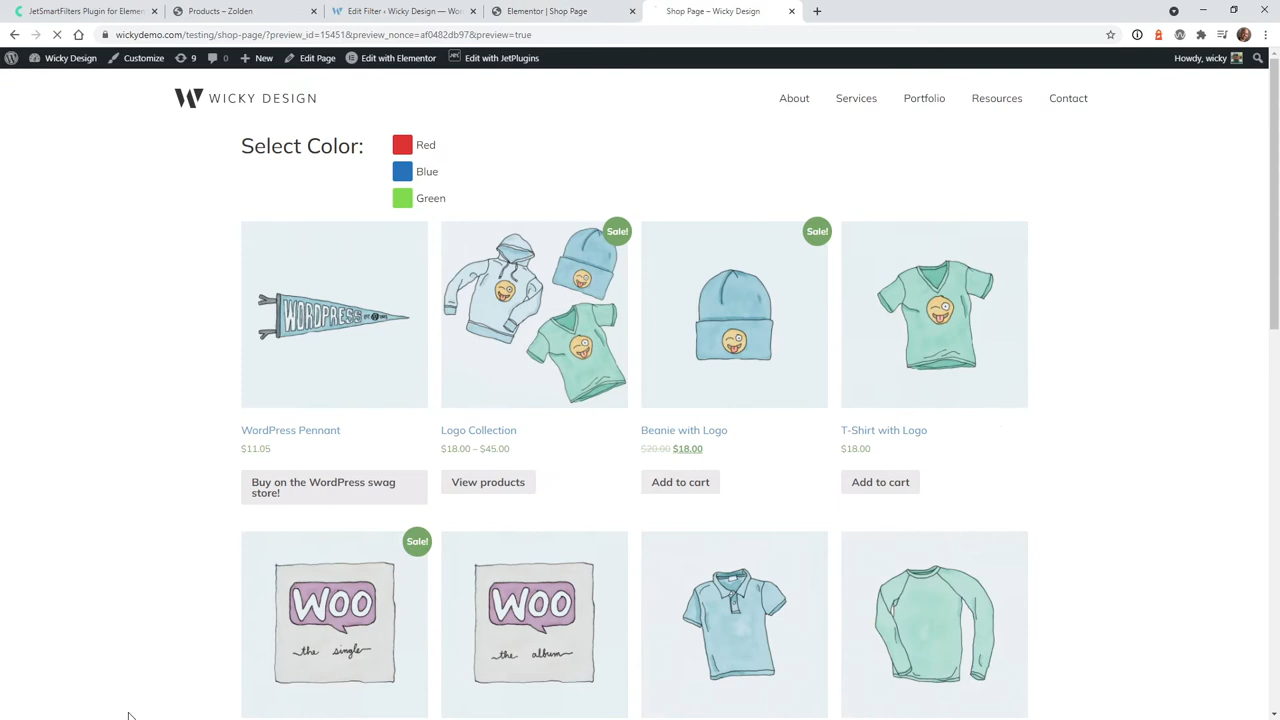 JetSmartFilters Plugin for Elemen
Products – Zolden
Edit Filter ‹ Wicky Design — Wo
Elementor | Shop Page
Shop Page – Wicky Design
wickydemo.com/testing/shop-page/?preview_id=15451&preview_nonce=af0482db97&preview=true
Wicky Design
Customize
9
0
New
Edit Page
Edit with Elementor
Edit with JetPlugins
Howdy, wicky
WICKY DESIGN
About
Services
Portfolio
Resources
Contact
Select Color:
Red
Blue
Green
Sale!
Sale!
WORDPRESS
WordPress Pennant
Logo Collection
Beanie with Logo
T-Shirt with Logo
$11.05
$18.00 – $45.00
$20.00 $18.00
$18.00
Buy on the WordPress swag
store!
View products
Add to cart
Add to cart
Sale!
WOO
the single
WOO
the album